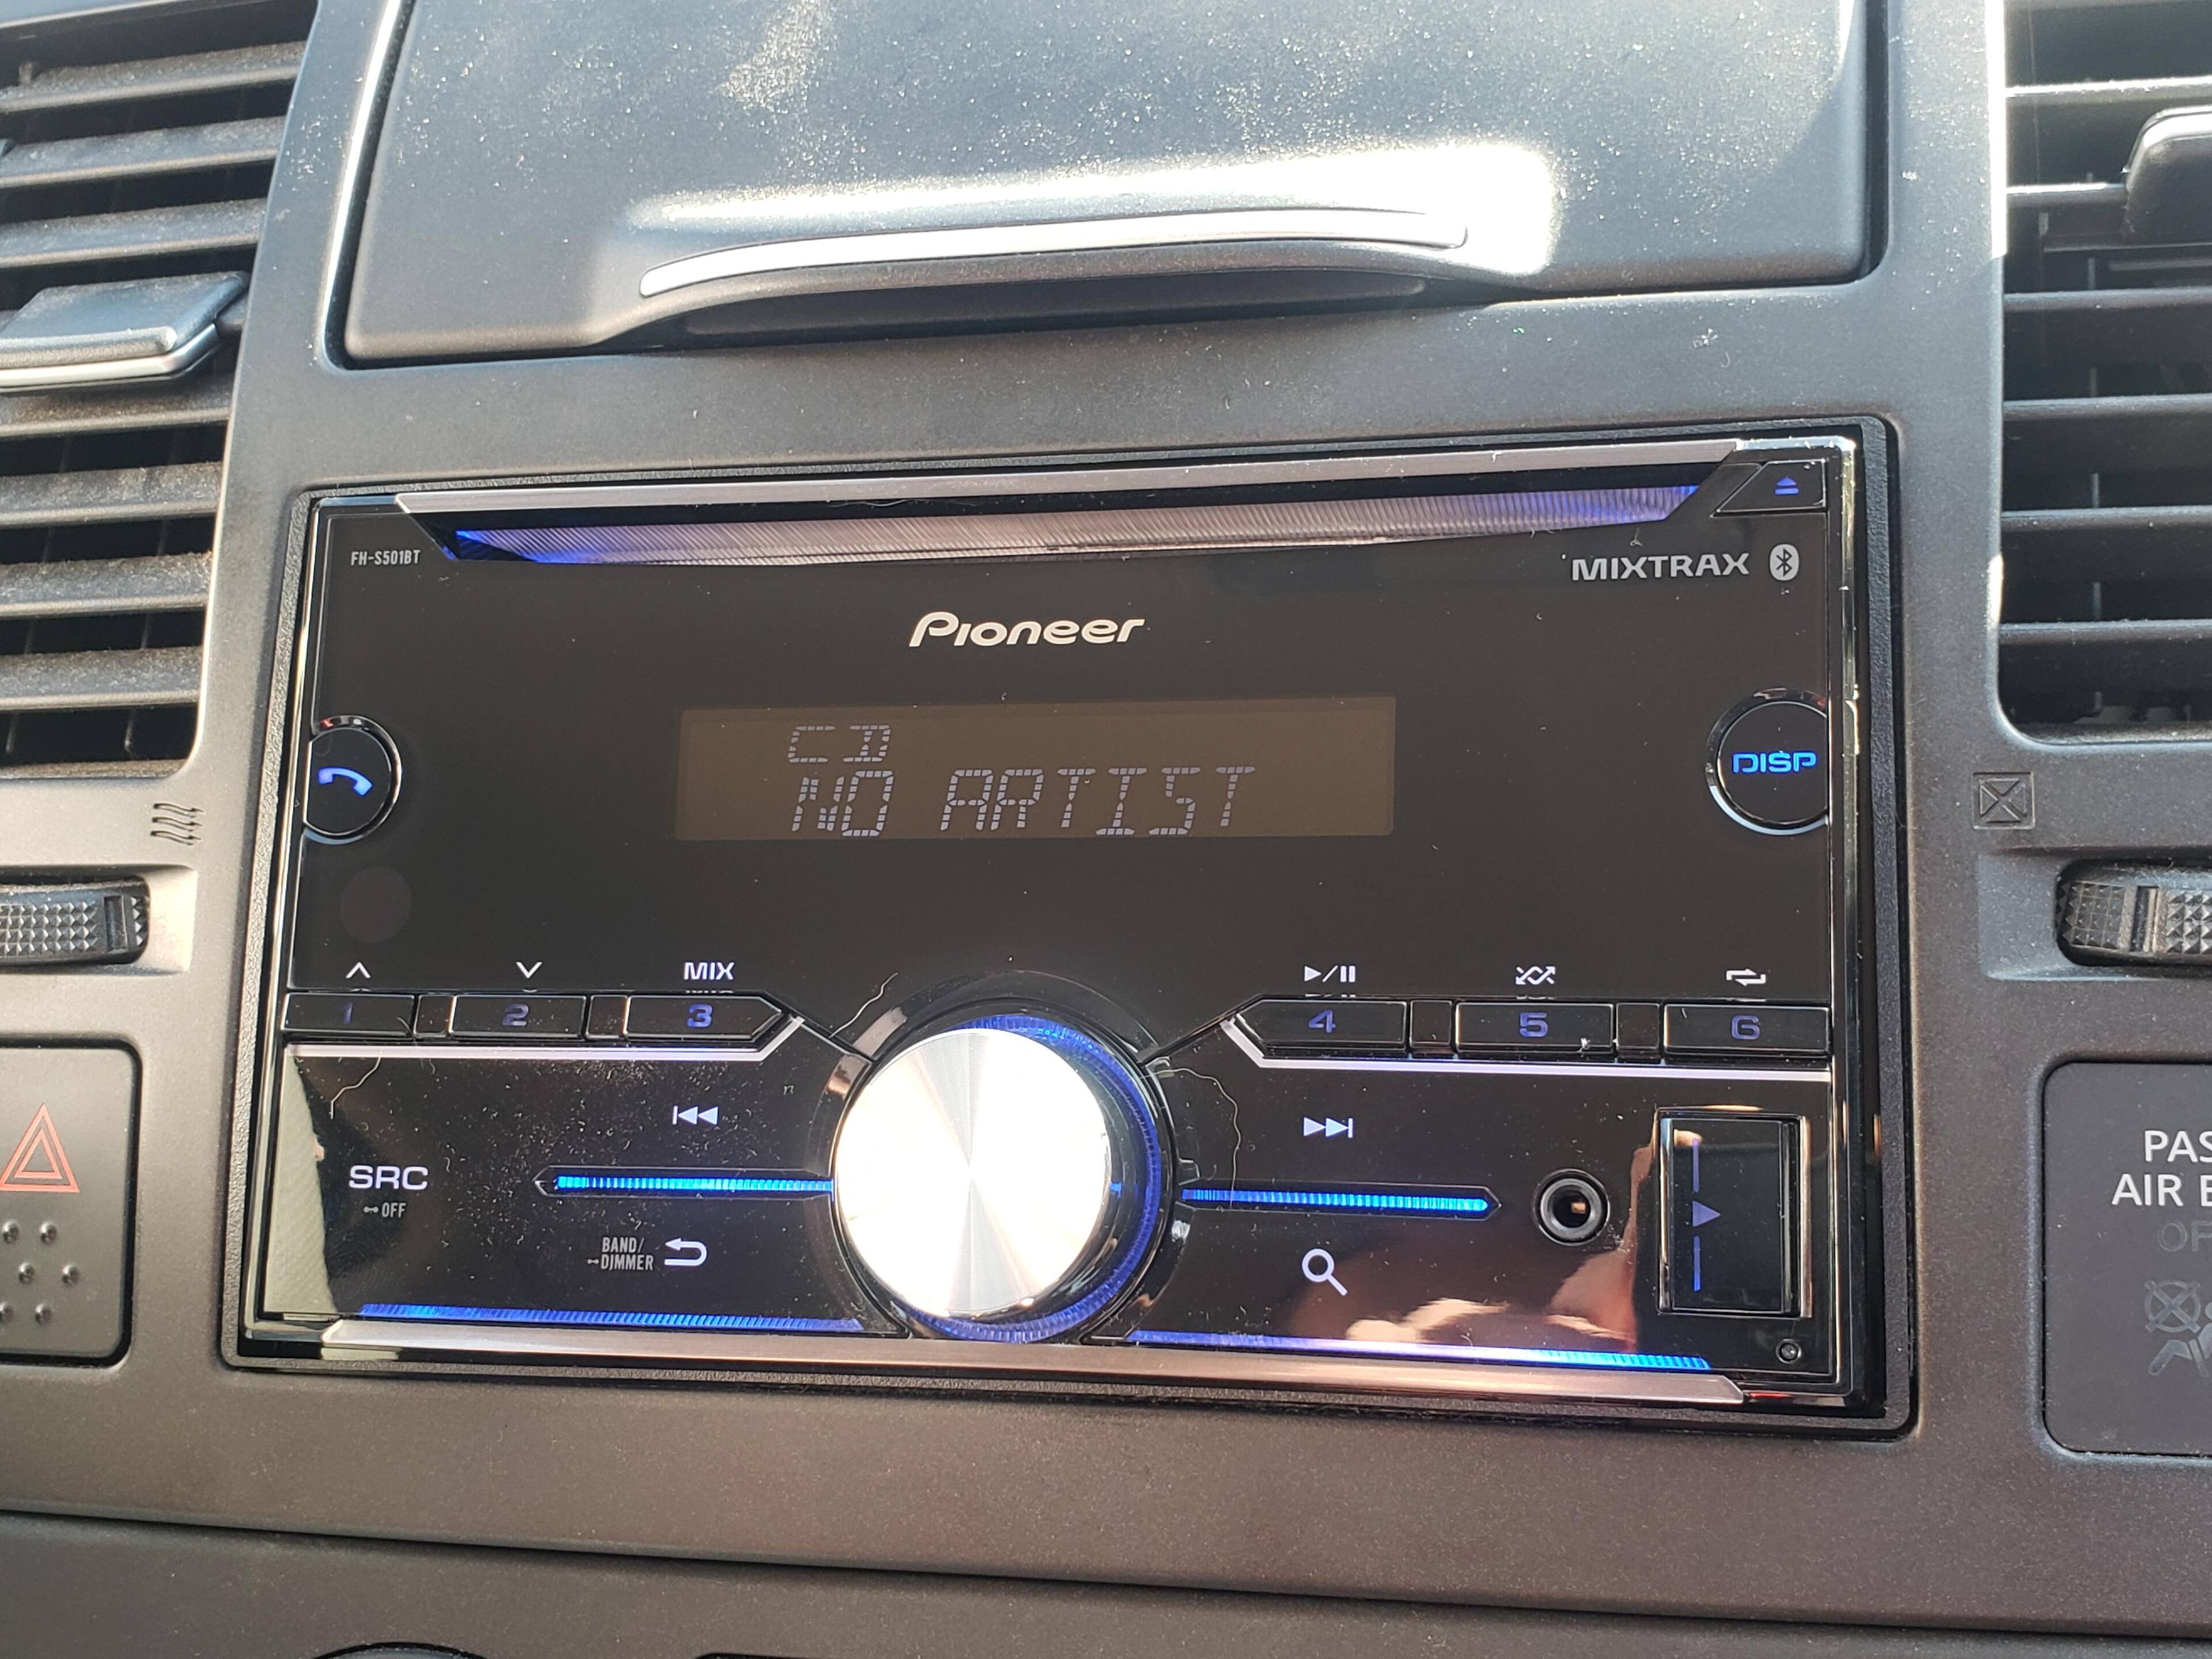 FH-S501BT
MIXTRAX
Pioneer
CD
NO ARTIST
DISP
MIX
1
2
3
4
5
6
SRC
OFF
BAND/
DIMMER
AIR